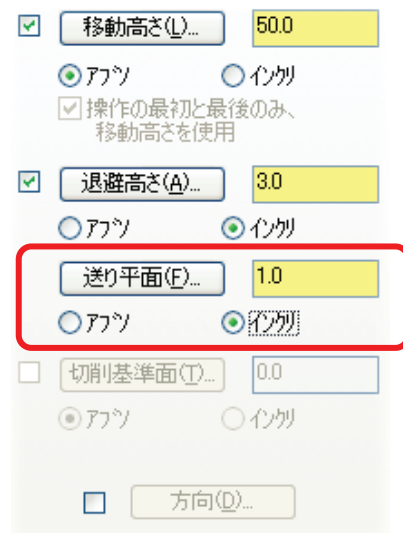 移動高さ(L)... 50.0
アブソ インクリ
操作の最初と最後のみ、
移動高さを使用
退避高さ(A)... 3.0
アブソ インクリ
送り平面(F)... 1.0
アブソ インクリ
切削基準面(T)... 0.0
アブソ インクリ
方向(D)...